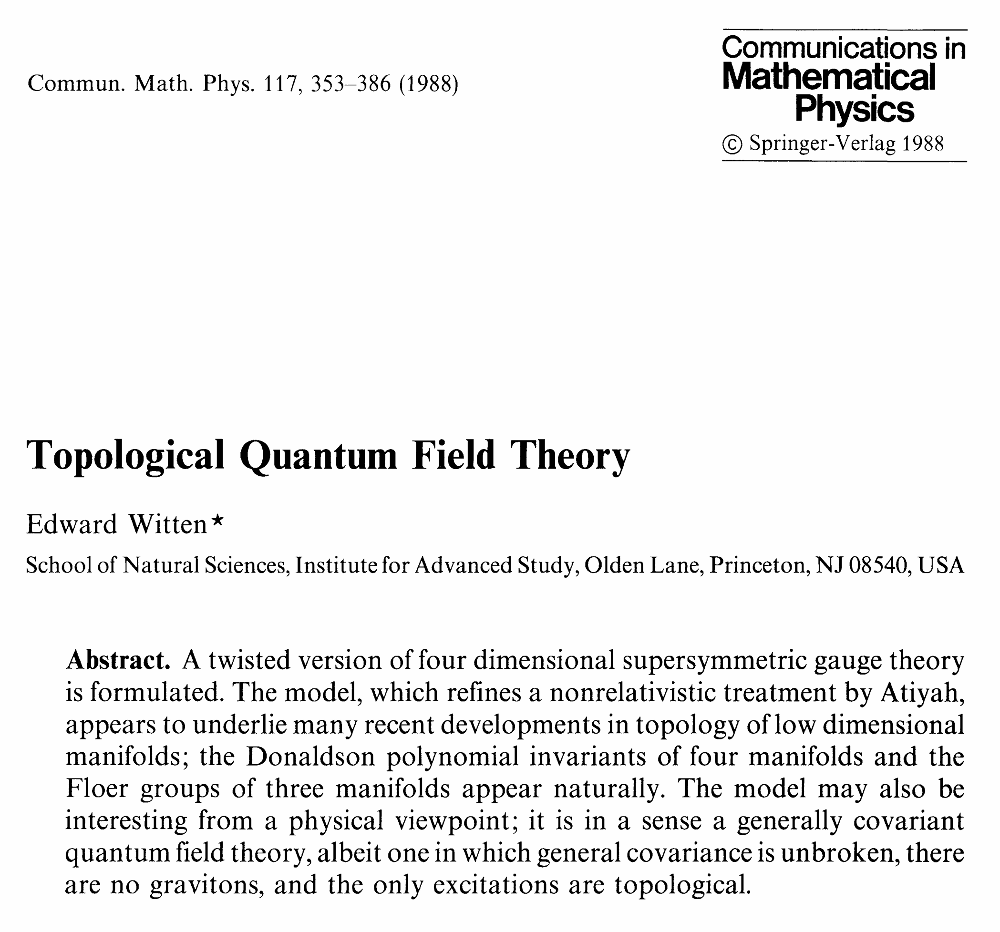 Communications in
Mathematical
Physics
© Springer-Verlag 1988
Commun. Math. Phys. 117, 353–386 (1988)
Topological Quantum Field Theory
Edward Witten★
School of Natural Sciences, Institute for Advanced Study, Olden Lane, Princeton, NJ 08540, USA
Abstract. A twisted version of four dimensional supersymmetric gauge theory
is formulated. The model, which refines a nonrelativistic treatment by Atiyah,
appears to underlie many recent developments in topology of low dimensional
manifolds; the Donaldson polynomial invariants of four manifolds and the
Floer groups of three manifolds appear naturally. The model may also be
interesting from a physical viewpoint; it is in a sense a generally covariant
quantum field theory, albeit one in which general covariance is unbroken, there
are no gravitons, and the only excitations are topological.